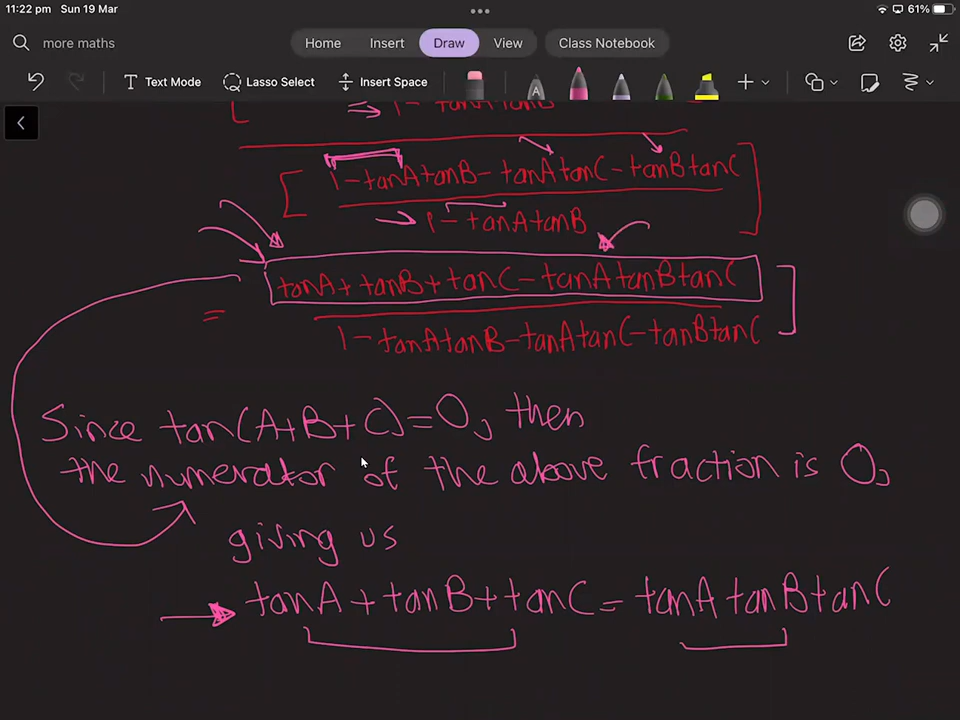 11:22 pm Sun 19 Mar
61%
more maths
Home Insert Draw View Class Notebook
Text Mode Lasso Select Insert Space
A
⇒ 1 - tanAtanB
[ 1-tanAtanB-tanAtanC-tanBtanC ]
→ 1-tanAtanB
tanA+tanB+tanC-tanAtanBtanC ]
=
1-tanAtanB-tanAtanC-tanBtanC
Since tan(A+B+C)=0, then
the numerator of the above fraction is 0,
giving us
→ tanA+tanB+tanC=tanAtanBtanC